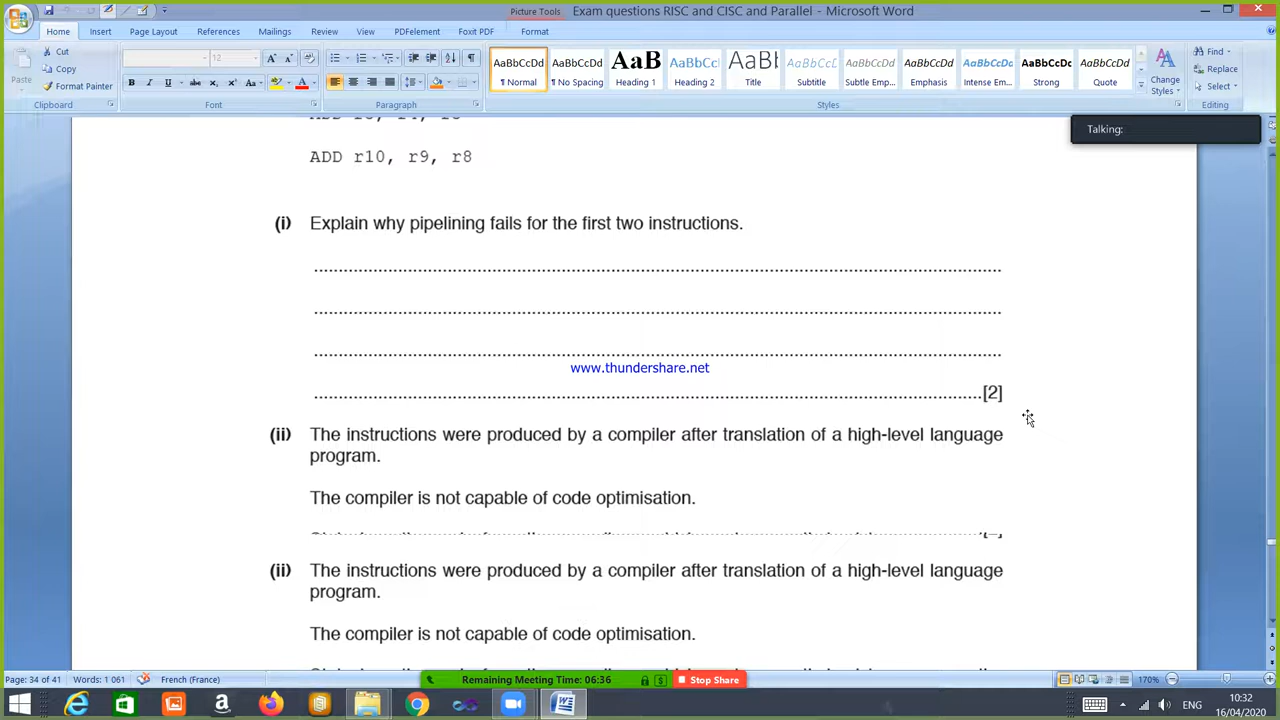 Picture Tools
Exam questions RISC and CISC and Parallel - Microsoft Word
Home
Insert
Page Layout
References
Mailings
Review
View
PDFelement
Foxit PDF
Format
Paste
Cut
Copy
Format Painter
12
AaBbCcDd
AaBbCcDd
AaB
AaBbCc
AaB
AaBbCcD
AaBbCcDd
AaBbCcDd
AaBbCcDd
AaBbCcDd
AaBbCcDd
¶ Normal
¶ No Spacing
Heading 1
Heading 2
Title
Subtitle
Subtle Emp...
Emphasis
Intense Em...
Strong
Quote
Change Styles
Find
Replace
Select
Clipboard
Font
Paragraph
Styles
Editing
Talking:
ADD r10, r9, r8
(i) Explain why pipelining fails for the first two instructions.
www.thundershare.net
[2]
(ii) The instructions were produced by a compiler after translation of a high-level language
program.
The compiler is not capable of code optimisation.
(ii) The instructions were produced by a compiler after translation of a high-level language
program.
The compiler is not capable of code optimisation.
Page: 34 of 41
Words: 1 061
French (France)
Remaining Meeting Time: 06:36
Stop Share
170%
ENG
10:32
16/04/2020